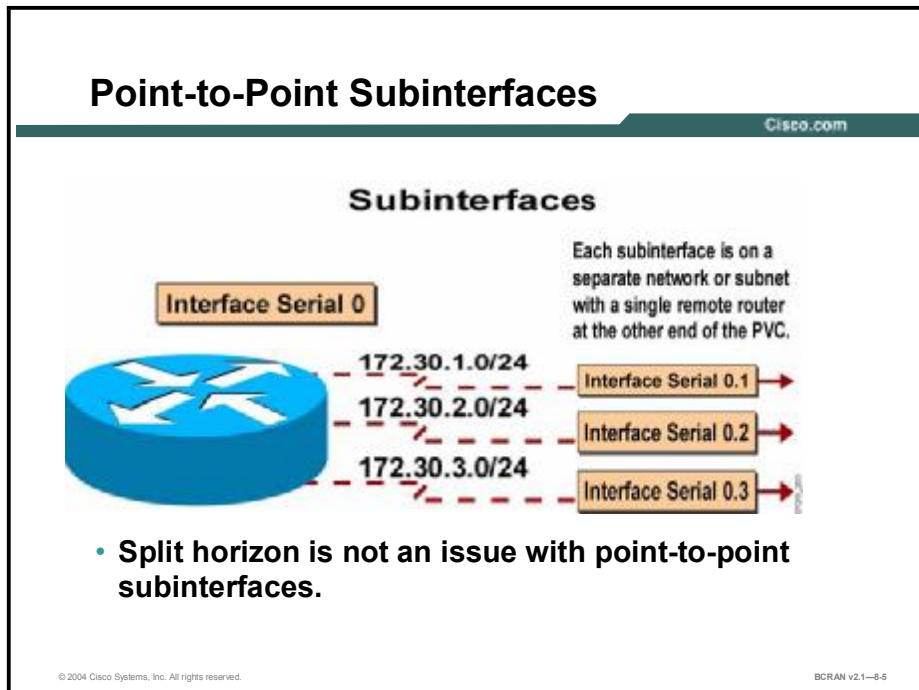 Point-to-Point Subinterfaces
Cisco.com
Subinterfaces
Each subinterface is on a
separate network or subnet
with a single remote router
at the other end of the PVC.
Interface Serial 0
172.30.1.0/24
Interface Serial 0.1
172.30.2.0/24
Interface Serial 0.2
172.30.3.0/24
Interface Serial 0.3
• Split horizon is not an issue with point-to-point
subinterfaces.
© 2004 Cisco Systems, Inc. All rights reserved.
BCRAN v2.1—8-5